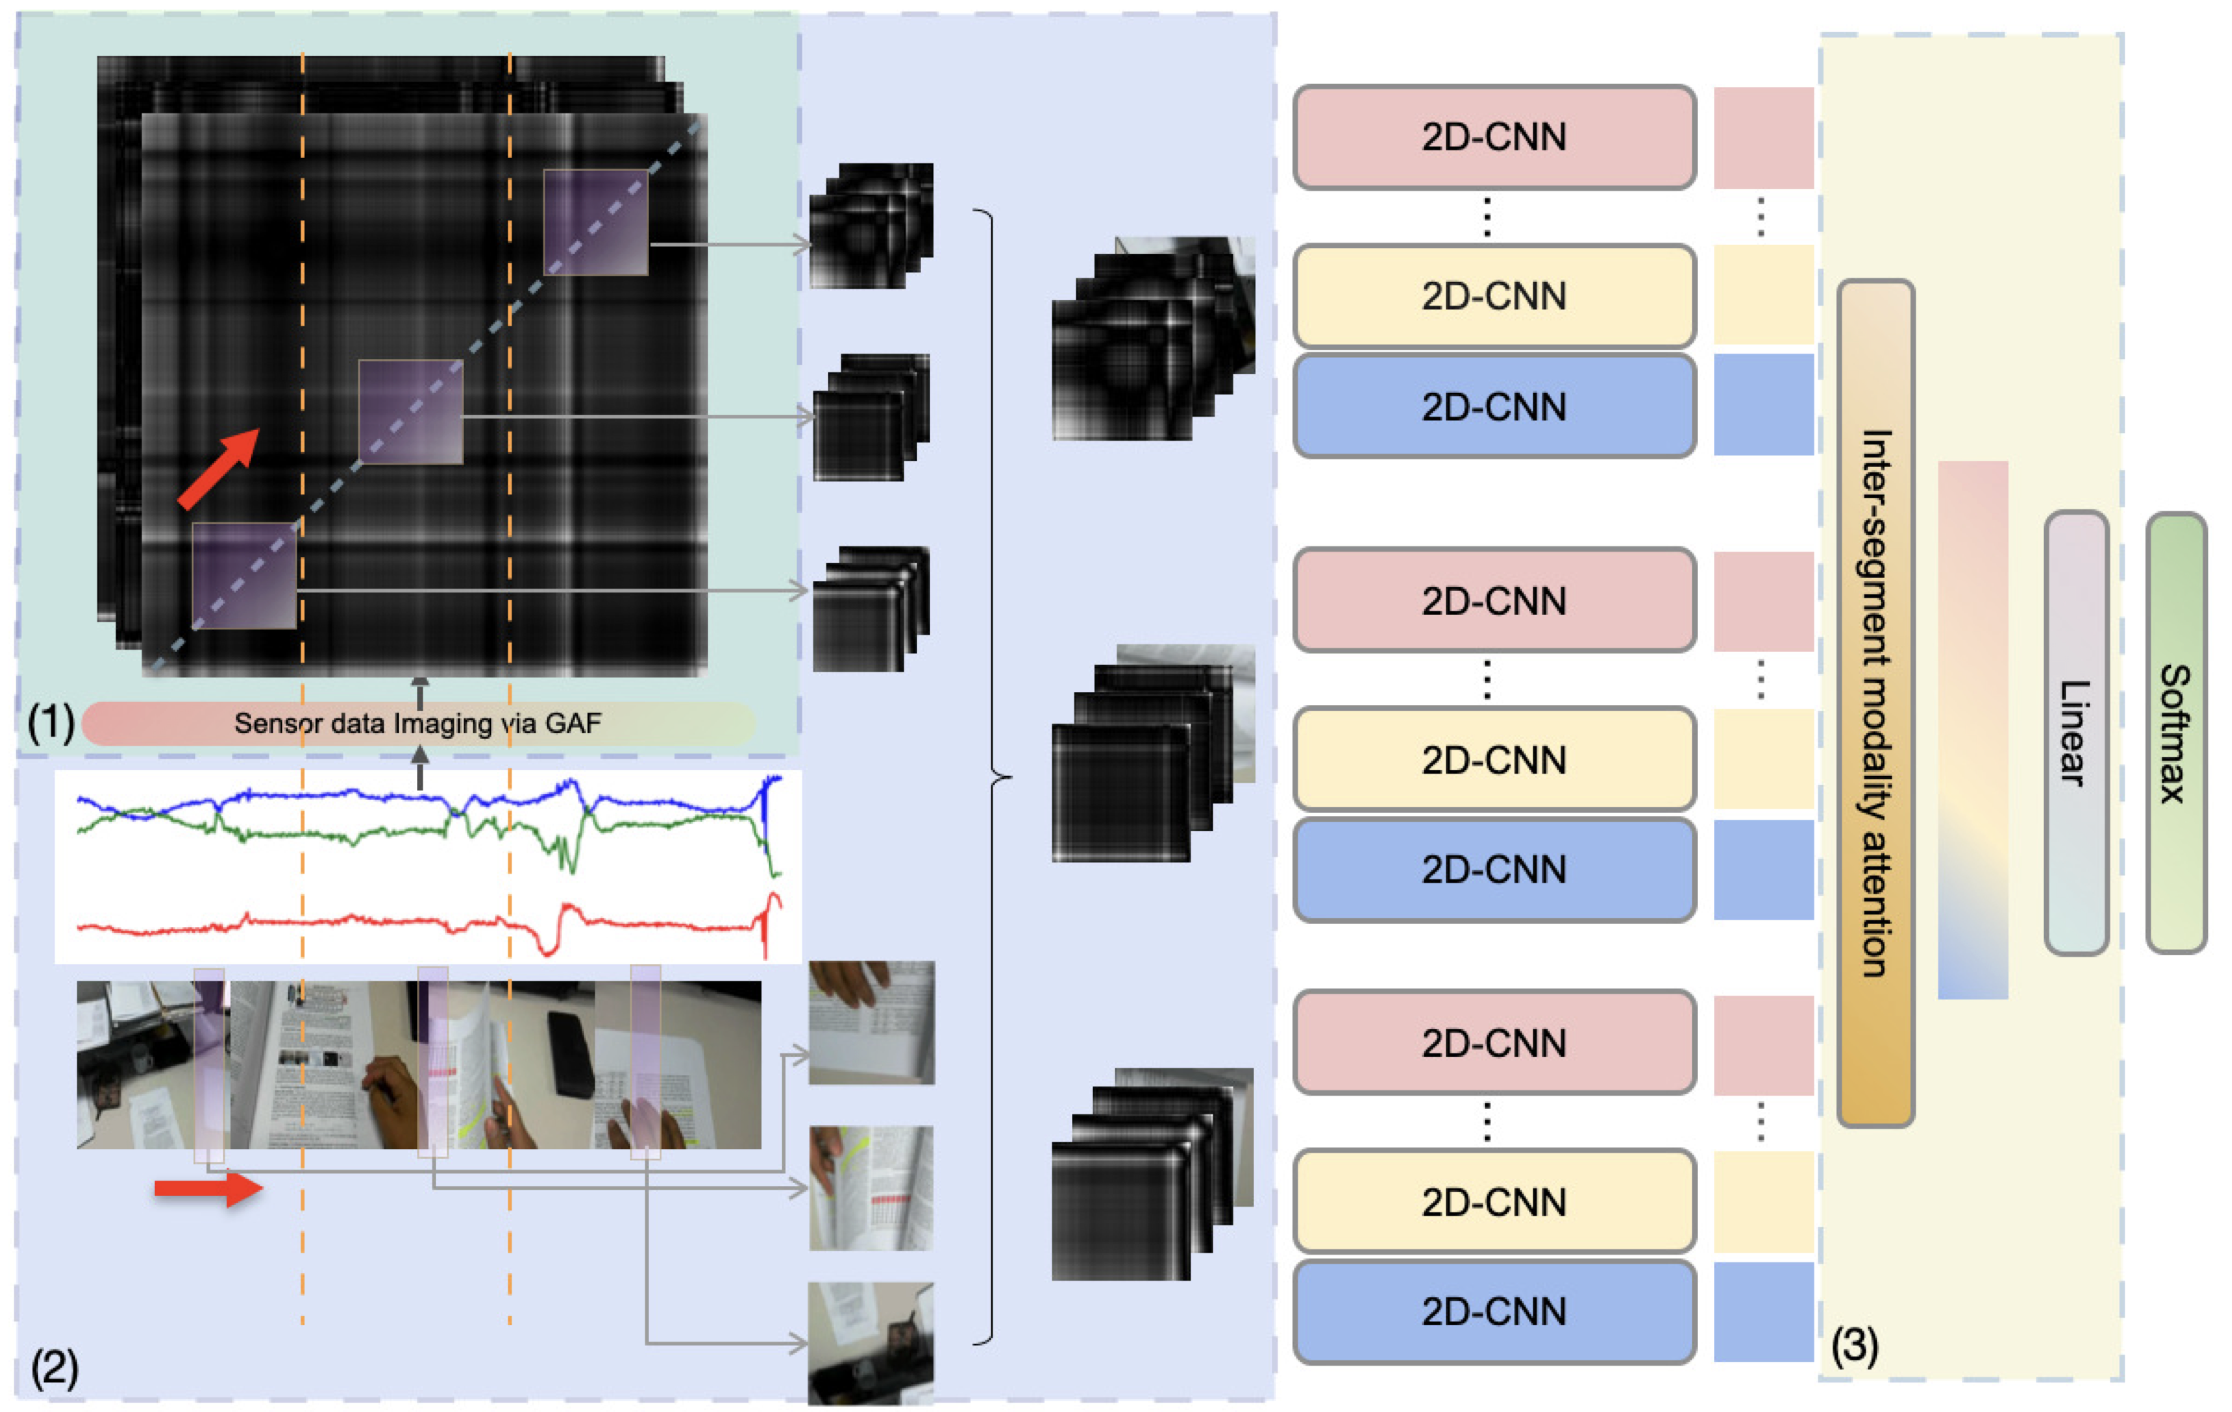 (1)
Sensor data Imaging via GAF
(2)
2D-CNN
2D-CNN
2D-CNN
2D-CNN
2D-CNN
2D-CNN
2D-CNN
2D-CNN
2D-CNN
Inter-segment modality attention
(3)
Linear
Softmax